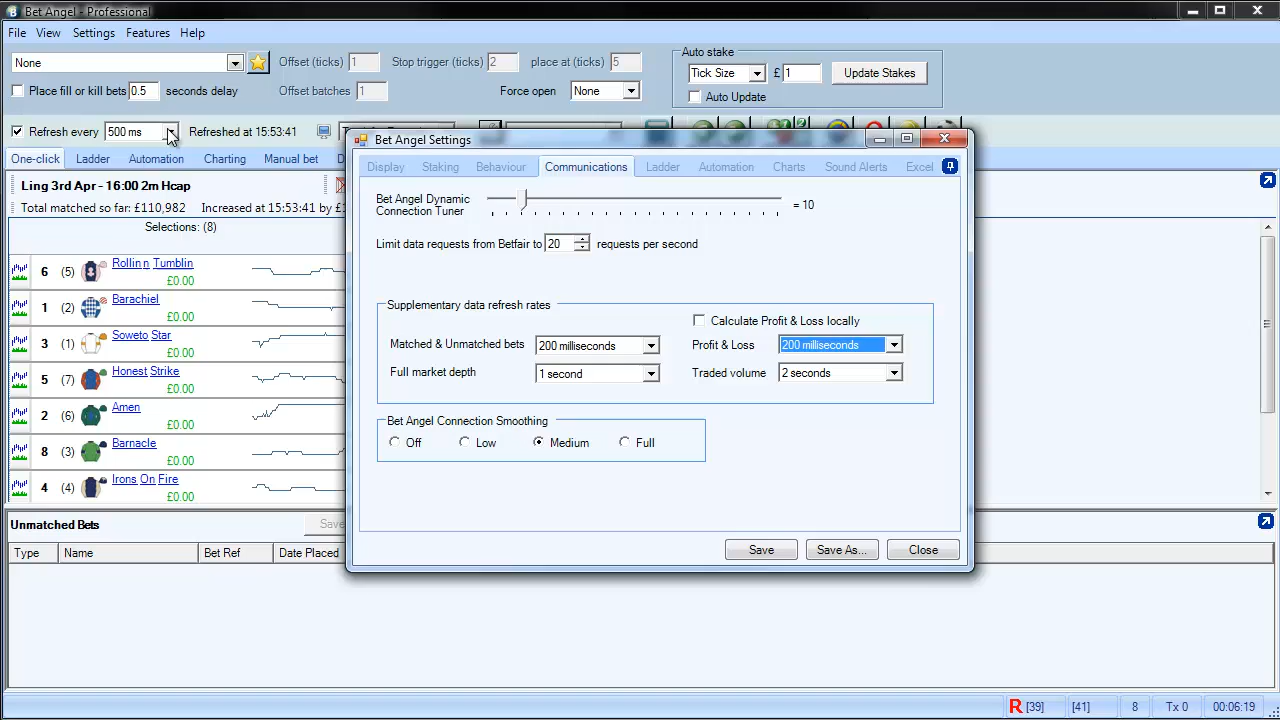 Bet Angel - Professional
File View Settings Features Help
None Offset (ticks) 1 Stop trigger (ticks) 2 place at (ticks) 5
Auto stake
Tick Size £ 1 Update Stakes
Place fill or kill bets 0.5 seconds delay Offset batches 1 Force open None
Auto Update
Refresh every 500 ms Refreshed at 15:53:41
One-click Ladder Automation Charting Manual bet
Ling 3rd Apr - 16:00 2m Hcap
Total matched so far: £110,982 Increased at 15:53:41 by
Selections: (8)
6 (5) Rollin n Tumblin
£0.00
1 (2) Barachiel
£0.00
3 (1) Soweto Star
£0.00
5 (7) Honest Strike
£0.00
2 (6) Amen
£0.00
8 (3) Barnacle
£0.00
4 (4) Irons On Fire
£0.00
Bet Angel Settings
Display Staking Behaviour Communications Ladder Automation Charts Sound Alerts Excel
Bet Angel Dynamic
Connection Tuner = 10
Limit data requests from Betfair to 20 requests per second
Supplementary data refresh rates
Calculate Profit & Loss locally
Matched & Unmatched bets 200 milliseconds Profit & Loss 200 milliseconds
Full market depth 1 second Traded volume 2 seconds
Bet Angel Connection Smoothing
Off Low Medium Full
Save Save As... Close
Unmatched Bets
Type Name Bet Ref Date Placed
R [39] [41] 8 Tx 0 00:06:19